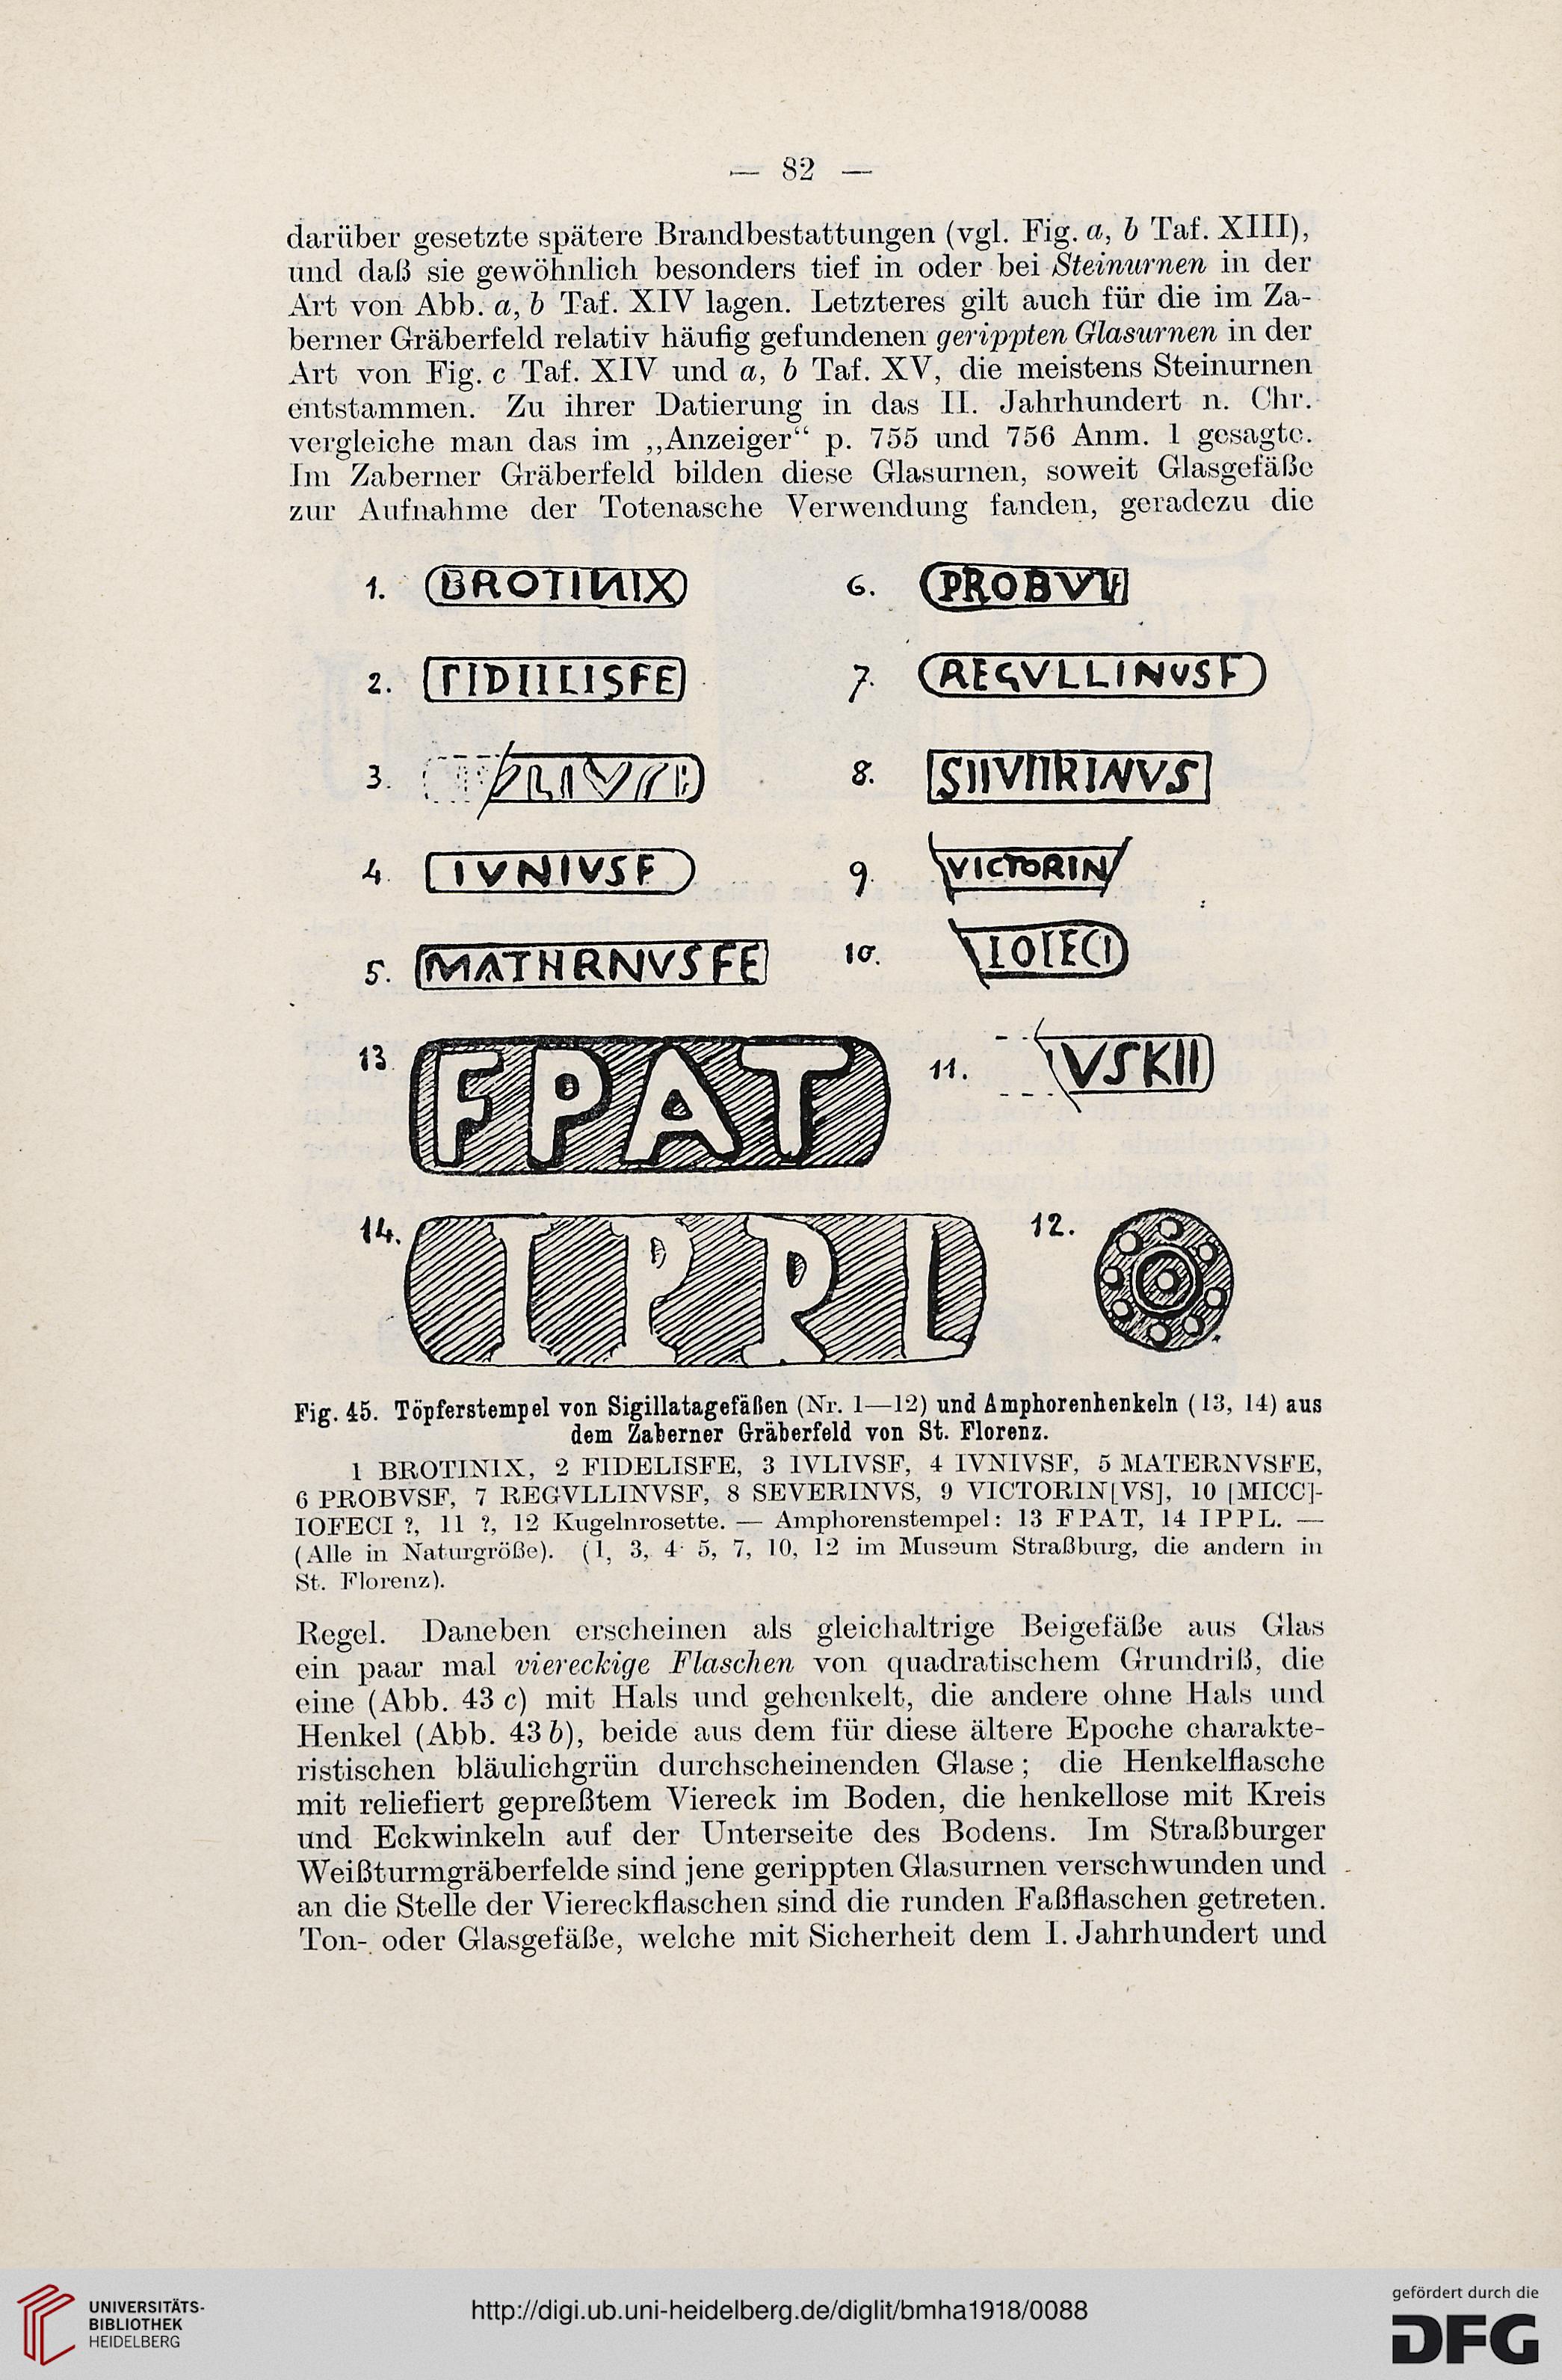 — 82 —
darüber gesetzte spätere Brandbestattungen (vgl. Fig. a, b Taf. XIII),
und daß sie gewöhnlich besonders tief in oder bei Steinurnen in der
Art von Abb. a, b Taf. XIV lagen. Letzteres gilt auch für die im Za-
berner Gräberfeld relativ häufig gefundenen gerippten Glasurnen in der
Art von Fig. c Taf. XIV und a, b Taf. XV, die meistens Steinurnen
entstammen. Zu ihrer Datierung in das II. Jahrhundert n. Chr.
vergleiche man das im „Anzeiger“ p. 755 und 756 Anm. 1 gesagte.
Im Zaberner Gräberfeld bilden diese Glasurnen, soweit Glasgefäße
zur Aufnahme der Totenasche Verwendung fanden, geradezu die
1. BROTINIX
6. PROBVIF
2. FIDIILISFE
7. REGVLLINVSF
3.
8. SIIVIIRINVS
4. IVNIVSF
9. VICTORIN
5. MATHRNVSFE
10. IOIECI
13. FPAT
11. VSKII
14. IPPL
12.
Fig. 45. Töpferstempel von Sigillatagefäßen (Nr. 1—12) und Amphorenhenkeln (13, 14) aus
dem Zaberner Gräberfeld von St. Florenz.
1 BROTINIX, 2 FIDELISFE, 3 IVLIVSF, 4 IVNIVSF, 5 MATERNVSFE,
6 PROBVSF, 7 REGVLLINVSF, 8 SEVERINVS, 9 VICTORIN[VS], 10 [MICC]-
IOFECI ?, 11 ?, 12 Kugelnrosette. — Amphorenstempel: 13 FPAT, 14 IPPL. —
(Alle in Naturgröße). (1, 3, 4 5, 7, 10, 12 im Museum Straßburg, die andern in
St. Florenz).
Regel. Daneben erscheinen als gleichaltrige Beigefäße aus Glas
ein paar mal viereckige Flaschen von quadratischem Grundriß, die
eine (Abb. 43 c) mit Hals und gehenkelt, die andere ohne Hals und
Henkel (Abb. 43 b), beide aus dem für diese ältere Epoche charakte-
ristischen bläulichgrün durchscheinenden Glase; die Henkelflasche
mit reliefiert gepreßtem Viereck im Boden, die henkellose mit Kreis
und Eckwinkeln auf der Unterseite des Bodens. Im Straßburger
Weißturmgräberfelde sind jene gerippten Glasurnen verschwunden und
an die Stelle der Viereckflaschen sind die runden Faßflaschen getreten.
Ton- oder Glasgefäße, welche mit Sicherheit dem I. Jahrhundert und
UNIVERSITÄTS-
BIBLIOTHEK
HEIDELBERG
http://digi.ub.uni-heidelberg.de/diglit/bmha1918/0088
gefördert durch die
DFG